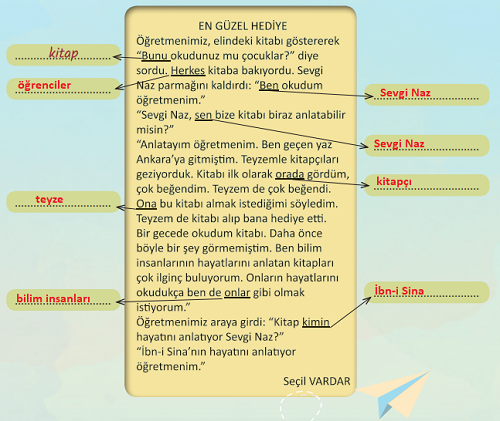 EN GÜZEL HEDİYE
Öğretmenimiz, elindeki kitabı göstererek
“Bunu okudunuz mu çocuklar?” diye
sordu. Herkes kitaba bakıyordu. Sevgi
Naz parmağını kaldırdı: “Ben okudum
öğretmenim.”
“Sevgi Naz, sen bize kitabı biraz anlatabilir
misin?”
“Anlatayım öğretmenim. Ben geçen yaz
Ankara’ya gitmiştim. Teyzemle kitapçıları
geziyorduk. Kitabı ilk olarak orada gördüm,
çok beğendim. Teyzem de çok beğendi.
Ona bu kitabı almak istediğimi söyledim.
Teyzem de kitabı alıp bana hediye etti.
Bir gecede okudum kitabı. Daha önce
böyle bir şey görmemiştim. Ben bilim
insanlarının hayatlarını anlatan kitapları
çok ilginç buluyorum. Onların hayatlarını
okudukça ben de onlar gibi olmak
istiyorum.”
Öğretmenimiz araya girdi: “Kitap kimin
hayatını anlatıyor Sevgi Naz?”
“İbn-i Sina’nın hayatını anlatıyor
öğretmenim.”
Seçil VARDAR
kitap
öğrenciler
teyze
bilim insanları
Sevgi Naz
Sevgi Naz
kitapçı
İbn-i Sina